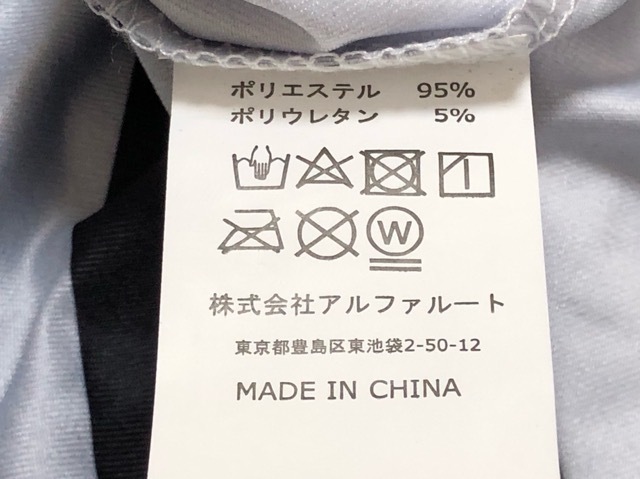 ポリエステル 95%
ポリウレタン 5%
W
株式会社アルファルート
東京都豊島区東池袋2-50-12
MADE IN CHINA